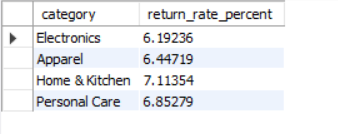 category return_rate_percent
Electronics 6.19236
Apparel 6.44719
Home & Kitchen 7.11354
Personal Care 6.85279